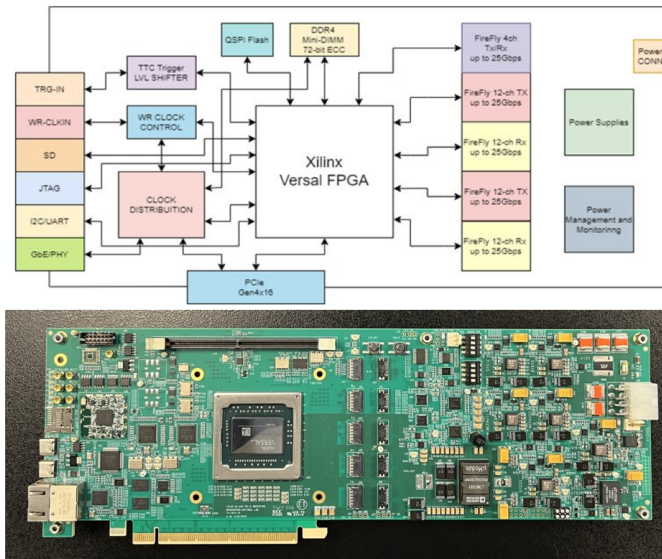 QSPI Flash
DDR4
Mini-DIMM
72-bit ECC
FireFly 4ch
Tx/Rx
up to 25Gbps
Power
CONN
TRG-IN
TTC Trigger
LVL SHIFTER
FireFly 12-ch TX
up to 25Gbps
WR-CLKIN
WR CLOCK
CONTROL
Xilinx
Versal FPGA
FireFly 12-ch Rx
up to 25Gbps
Power Supplies
SD
JTAG
CLOCK
DISTRIBUITION
FireFly 12-ch TX
up to 25Gbps
I2C/UART
Power
Management and
Monitorinng
GbE/PHY
FireFly 12-ch Rx
up to 25Gbps
PCIe
Gen4x16
VERSAL